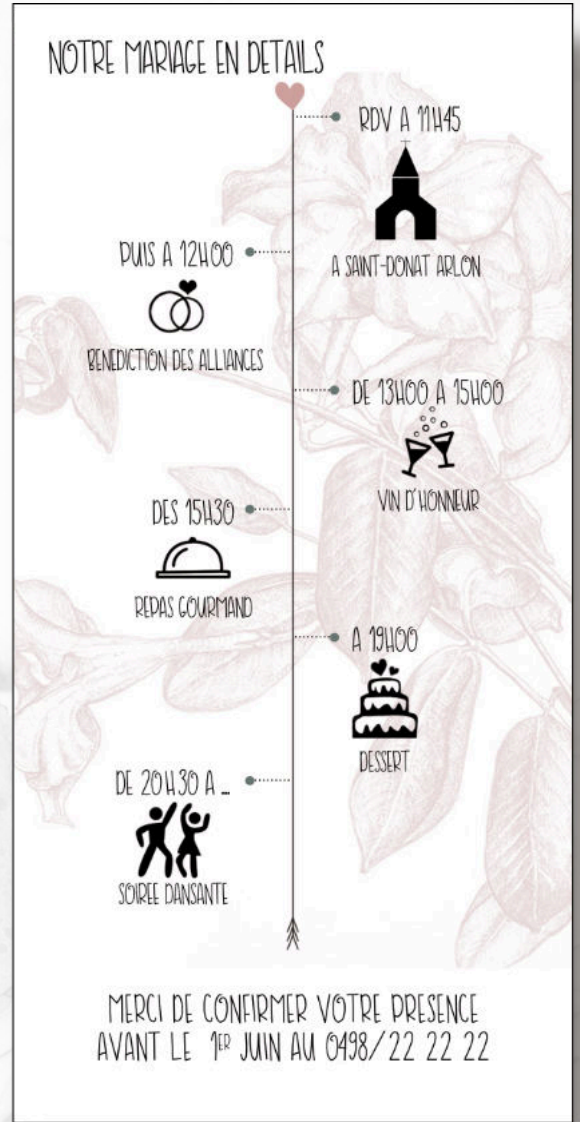 NOTRE MARIAGE EN DETAILS
RDV A 11H45
A SAINT-DONAT ARLON
PUIS A 12H00
BENEDICTION DES ALLIANCES
DE 13H00 A 15H00
VIN D'HONNEUR
DES 15H30
REPAS GOURMAND
A 19H00
DESSERT
DE 20H30 A ...
SOIREE DANSANTE
MERCI DE CONFIRMER VOTRE PRESENCE
AVANT LE 1ER JUIN AU 0498/22 22 22